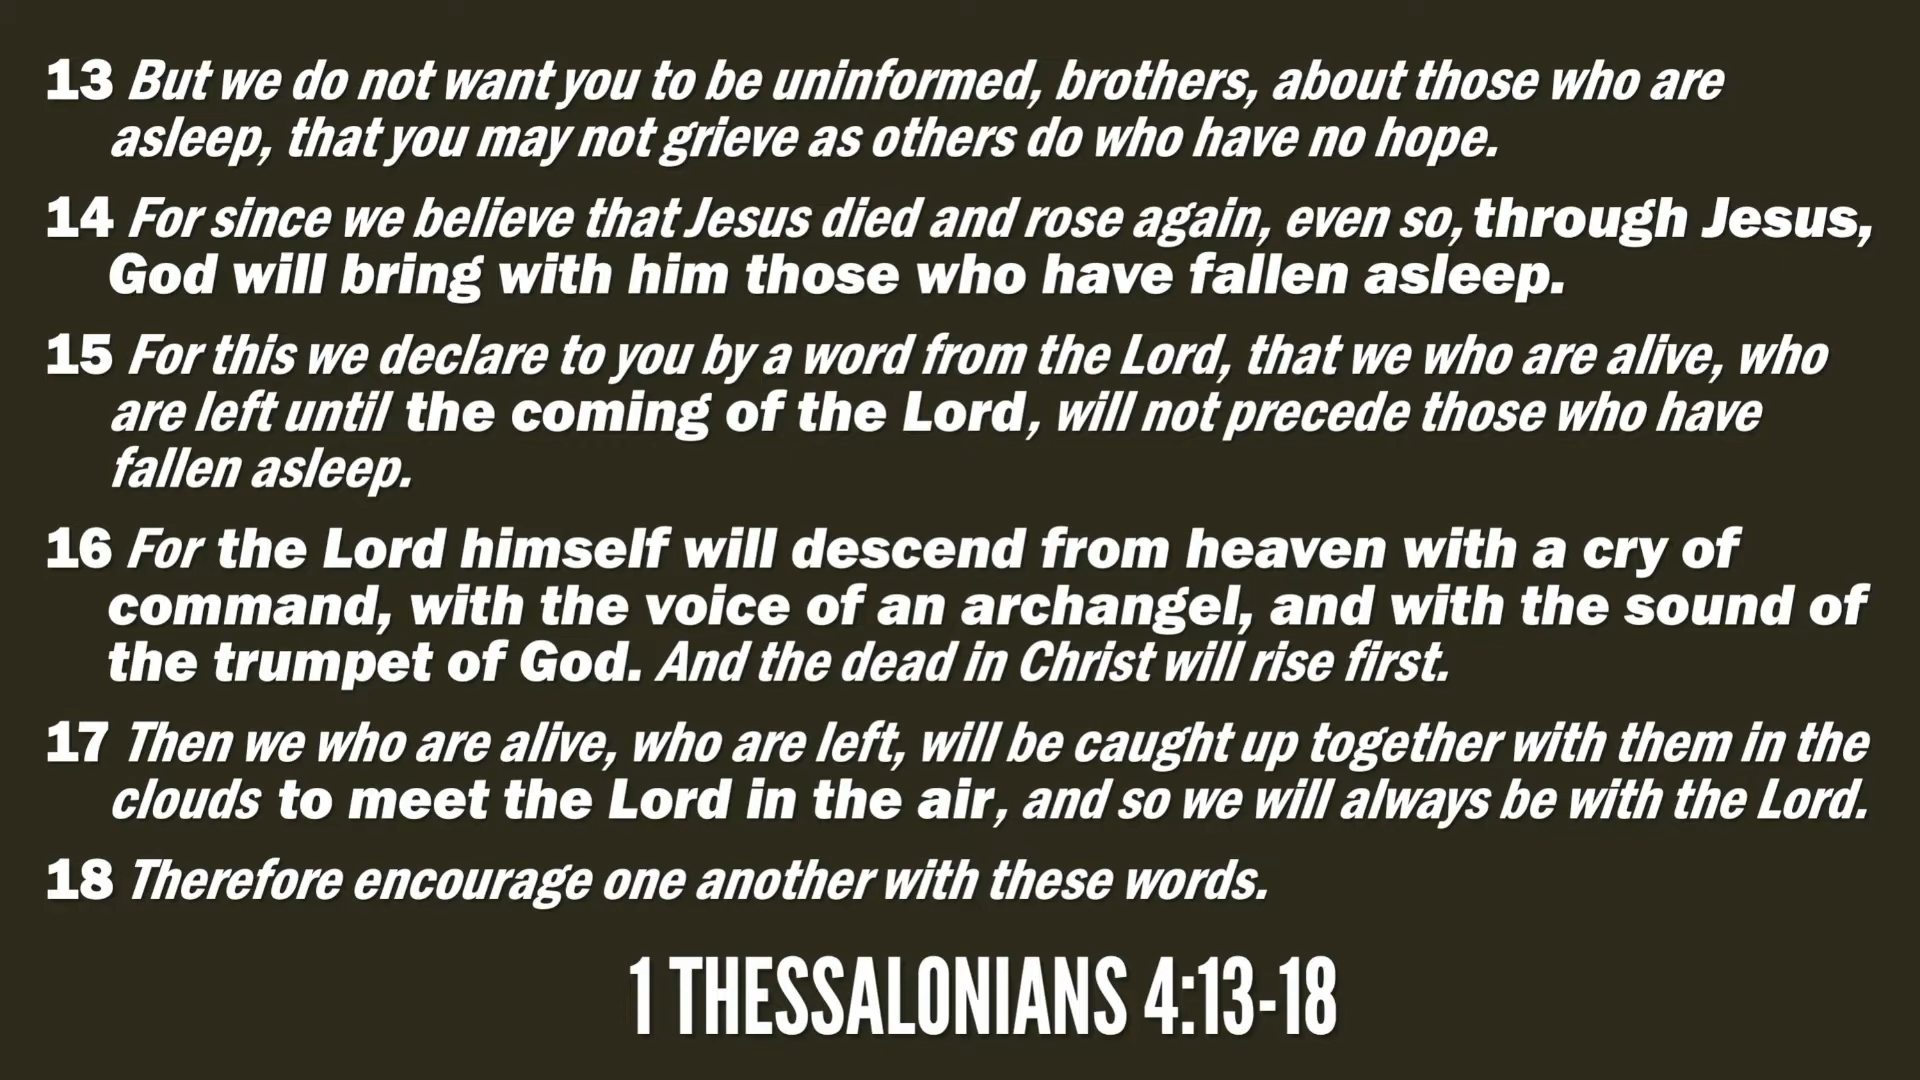 13 But we do not want you to be uninformed, brothers, about those who are
asleep, that you may not grieve as others do who have no hope.
14 For since we believe that Jesus died and rose again, even so, through Jesus,
God will bring with him those who have fallen asleep.
15 For this we declare to you by a word from the Lord, that we who are alive, who
are left until the coming of the Lord, will not precede those who have
fallen asleep.
16 For the Lord himself will descend from heaven with a cry of
command, with the voice of an archangel, and with the sound of
the trumpet of God. And the dead in Christ will rise first.
17 Then we who are alive, who are left, will be caught up together with them in the
clouds to meet the Lord in the air, and so we will always be with the Lord.
18 Therefore encourage one another with these words.
1 THESSALONIANS 4:13-18